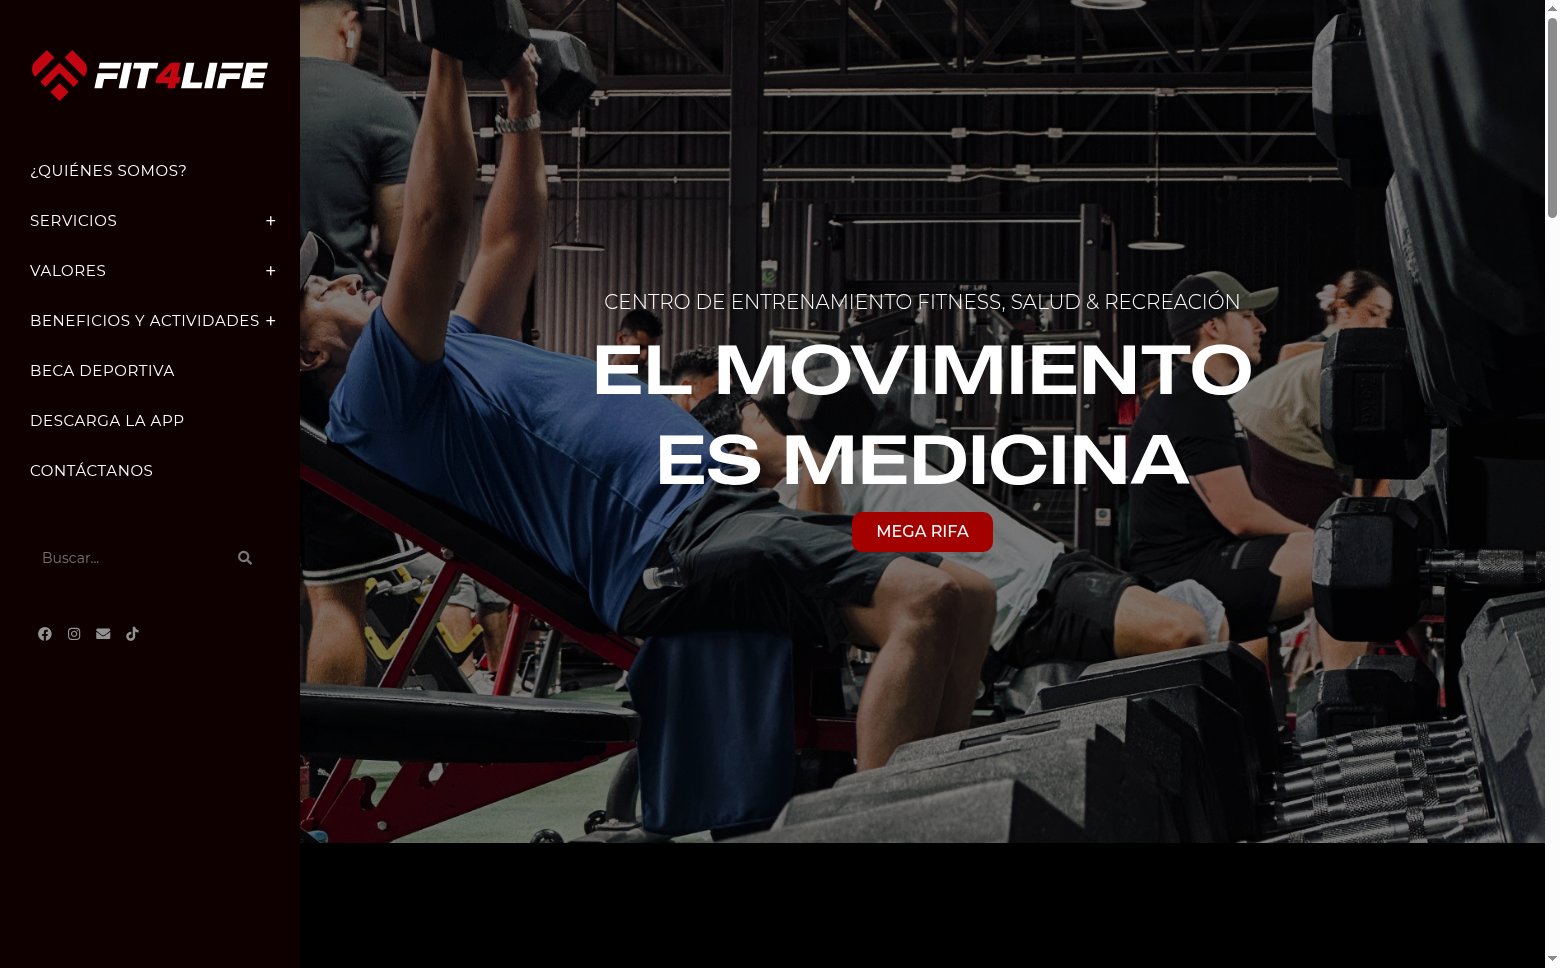 FIT4LIFE
¿QUIÉNES SOMOS?
SERVICIOS +
VALORES +
BENEFICIOS Y ACTIVIDADES +
BECA DEPORTIVA
DESCARGA LA APP
CONTÁCTANOS
Buscar...
CENTRO DE ENTRENAMIENTO FITNESS, SALUD & RECREACIÓN
EL MOVIMIENTO
ES MEDICINA
MEGA RIFA